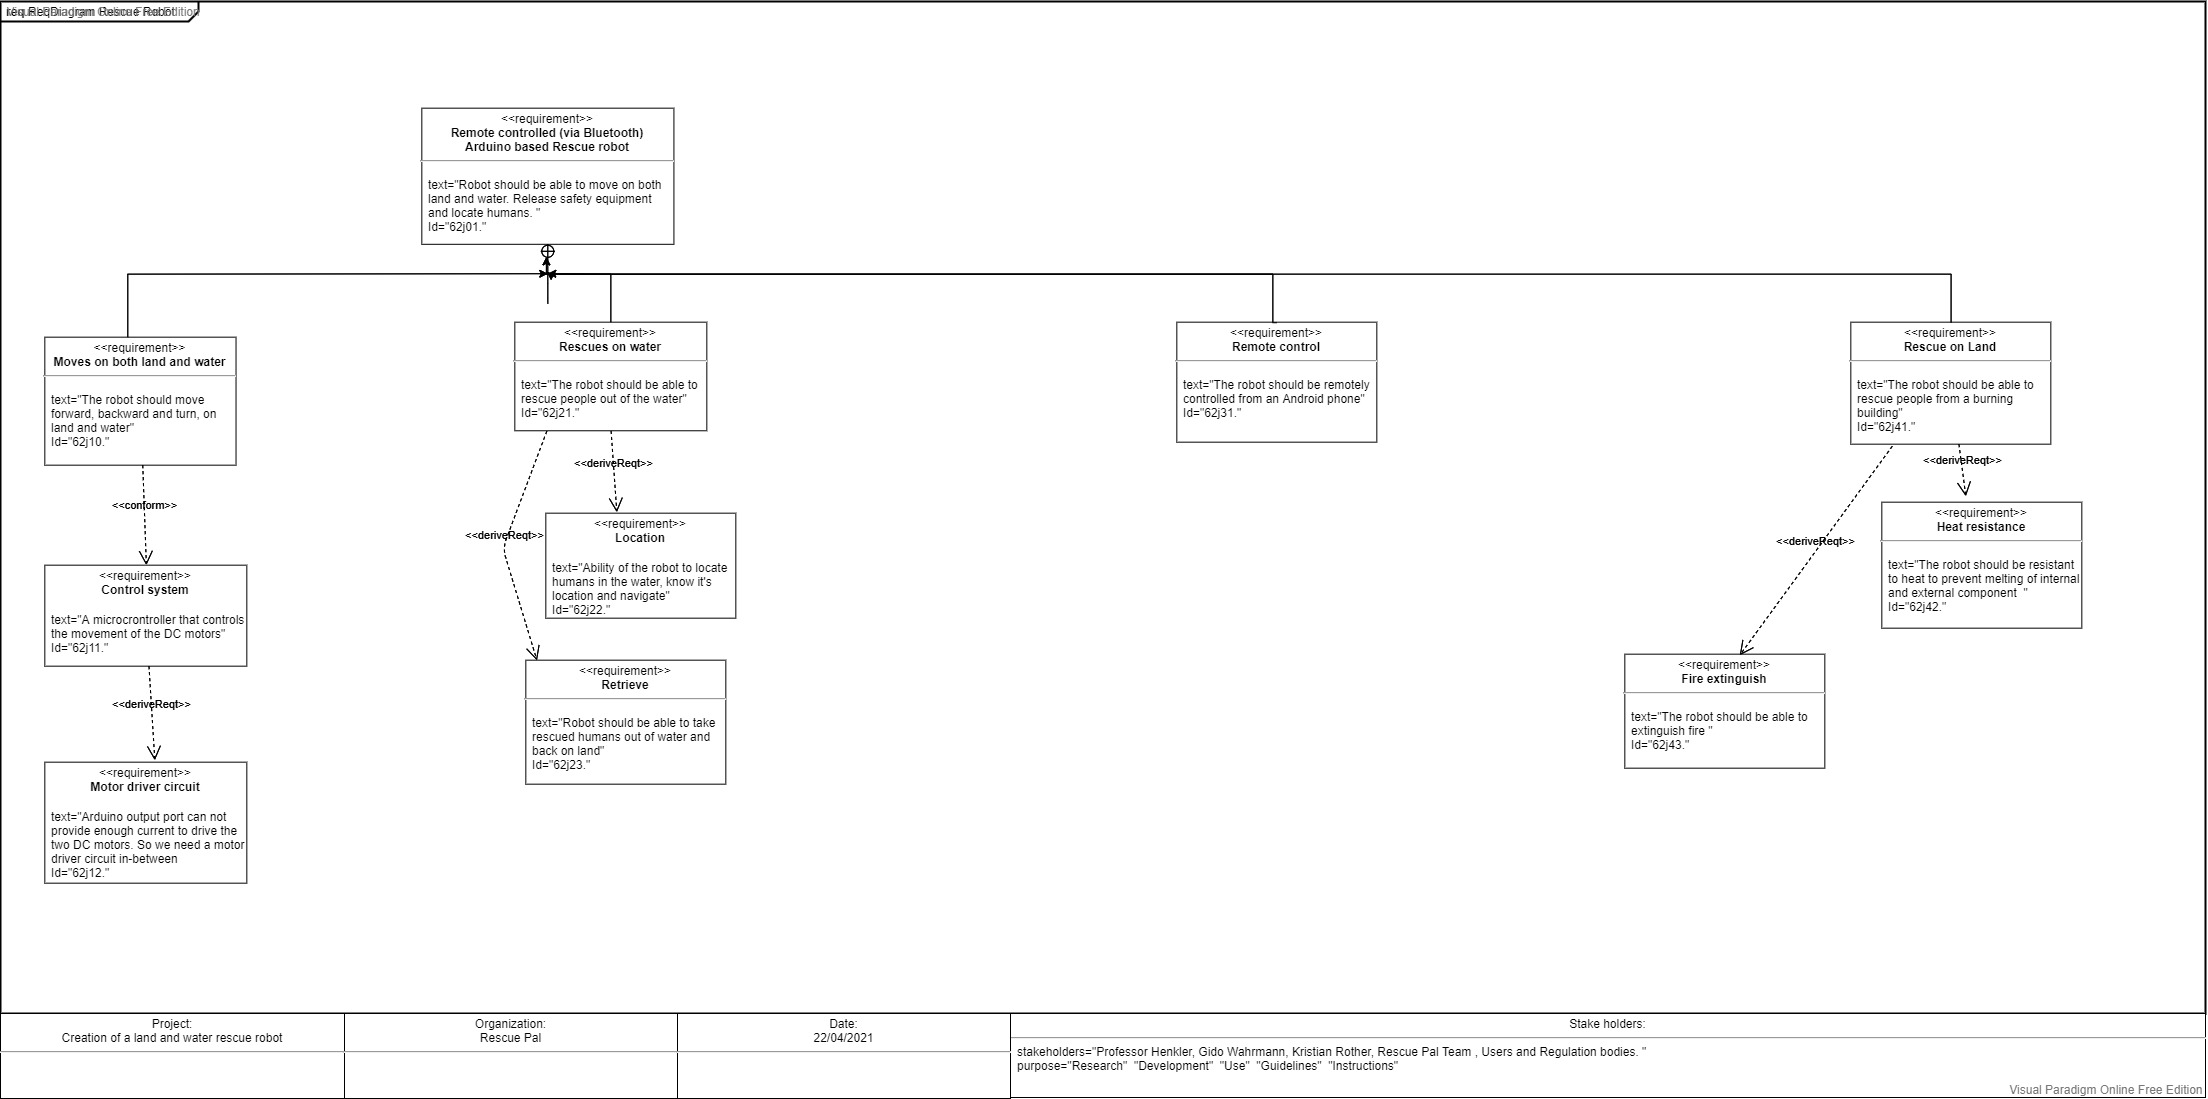 req ReqDiagram Rescue Robot
Visual Paradigm Online Free Edition
<<requirement>>
Remote controlled (via Bluetooth)
Arduino based Rescue robot
text="Robot should be able to move on both
land and water. Release safety equipment
and locate humans. "
Id="62j01."
<<requirement>>
Moves on both land and water
text="The robot should move
forward, backward and turn, on
land and water"
Id="62j10."
<<conform>>
<<requirement>>
Control system
text="A microcrontroller that controls
the movement of the DC motors"
Id="62j11."
<<deriveReqt>>
<<requirement>>
Motor driver circuit
text="Arduino output port can not
provide enough current to drive the
two DC motors. So we need a motor
driver circuit in-between
Id="62j12."
<<requirement>>
Rescues on water
text="The robot should be able to
rescue people out of the water"
Id="62j21."
<<deriveReqt>>
<<deriveReqt>>
<<requirement>>
Location
text="Ability of the robot to locate
humans in the water, know it's
location and navigate"
Id="62j22."
<<requirement>>
Retrieve
text="Robot should be able to take
rescued humans out of water and
back on land"
Id="62j23."
<<requirement>>
Remote control
text="The robot should be remotely
controlled from an Android phone"
Id="62j31."
<<requirement>>
Rescue on Land
text="The robot should be able to
rescue people from a burning
building"
Id="62j41."
<<deriveReqt>>
<<deriveReqt>>
<<requirement>>
Heat resistance
text="The robot should be resistant
to heat to prevent melting of internal
and external component  "
Id="62j42."
<<requirement>>
Fire extinguish
text="The robot should be able to
extinguish fire "
Id="62j43."
Project:
Creation of a land and water rescue robot
Organization:
Rescue Pal
Date:
22/04/2021
Stake holders:
stakeholders="Professor Henkler, Gido Wahrmann, Kristian Rother, Rescue Pal Team , Users and Regulation bodies. "
purpose="Research"  "Development"  "Use"  "Guidelines"  "Instructions"
Visual Paradigm Online Free Edition